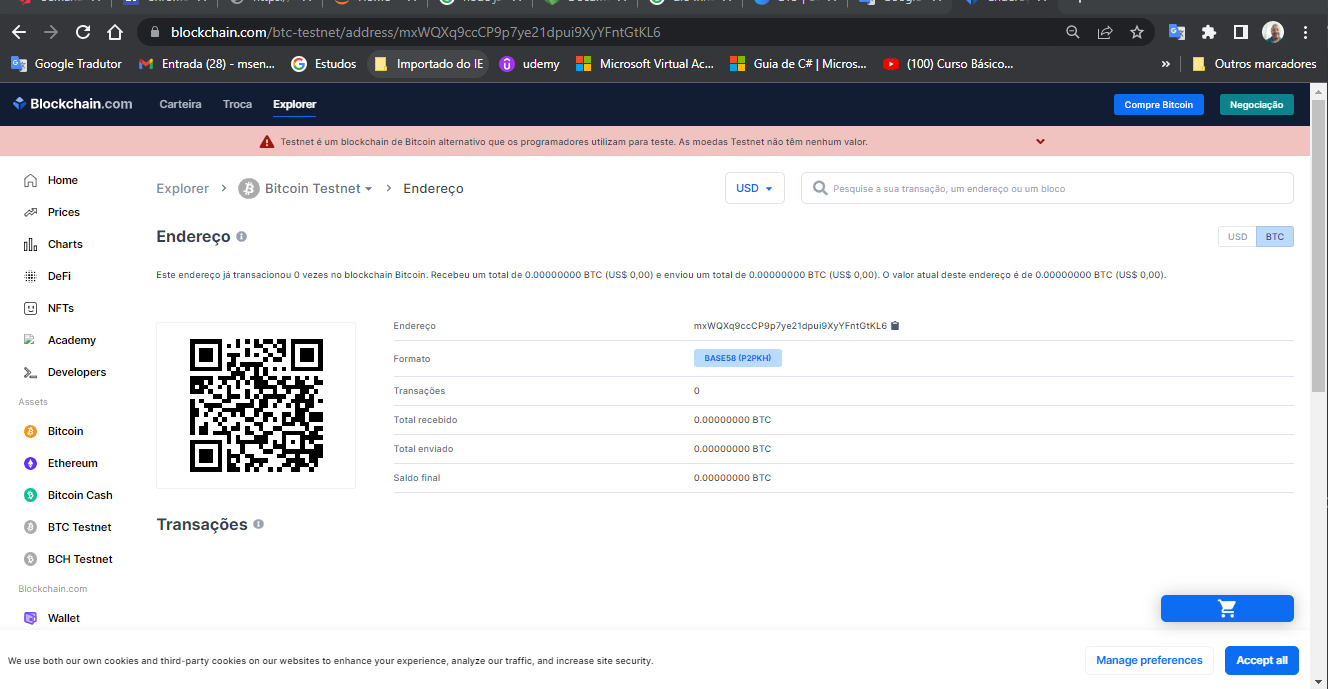 blockchain.com/btc-testnet/address/mxWQXq9ccCP9p7ye21dpui9XyYFntGtKL6
Google Tradutor
Entrada (28) - msen...
Estudos
Importado do IE
udemy
Microsoft Virtual Ac...
Guia de C# | Micros...
(100) Curso Básico...
»
Outros marcadores
Blockchain.com
Carteira
Troca
Explorer
Compre Bitcoin
Negociação
Testnet é um blockchain de Bitcoin alternativo que os programadores utilizam para teste. As moedas Testnet não têm nenhum valor.
Home
Prices
Charts
DeFi
NFTs
Academy
Developers
Assets
Bitcoin
Ethereum
Bitcoin Cash
BTC Testnet
BCH Testnet
Blockchain.com
Wallet
Explorer > Bitcoin Testnet > Endereço
USD
Pesquise a sua transação, um endereço ou um bloco
Endereço
USD
BTC
Este endereço já transacionou 0 vezes no blockchain Bitcoin. Recebeu um total de 0.00000000 BTC (US$ 0,00) e enviou um total de 0.00000000 BTC (US$ 0,00). O valor atual deste endereço é de 0.00000000 BTC (US$ 0,00).
Endereço mxWQXq9ccCP9p7ye21dpui9XyYFntGtKL6
Formato BASE58 (P2PKH)
Transações 0
Total recebido 0.00000000 BTC
Total enviado 0.00000000 BTC
Saldo final 0.00000000 BTC
Transações
We use both our own cookies and third-party cookies on our websites to enhance your experience, analyze our traffic, and increase site security.
Manage preferences
Accept all